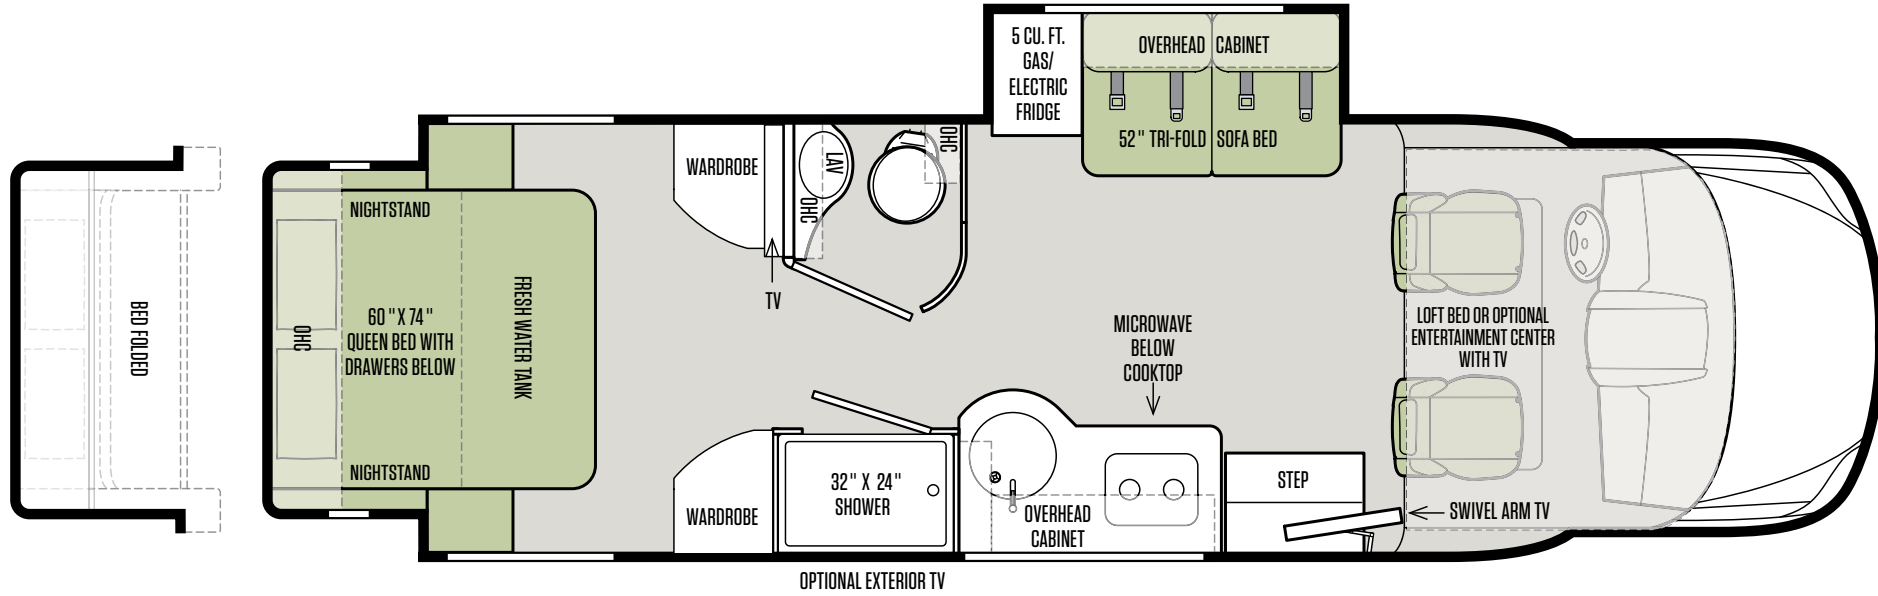 5 CU. FT.
GAS/
ELECTRIC
FRIDGE
OVERHEAD CABINET
52" TRI-FOLD SOFA BED
WARDROBE
LAV
OHC
OHC
TV
NIGHTSTAND
BED FOLDED
OHC
60" X 74"
QUEEN BED WITH
DRAWERS BELOW
FRESH WATER TANK
NIGHTSTAND
MICROWAVE
BELOW
COOKTOP
LOFT BED OR OPTIONAL
ENTERTAINMENT CENTER
WITH TV
WARDROBE
32" X 24"
SHOWER
OVERHEAD
CABINET
STEP
SWIVEL ARM TV
OPTIONAL EXTERIOR TV